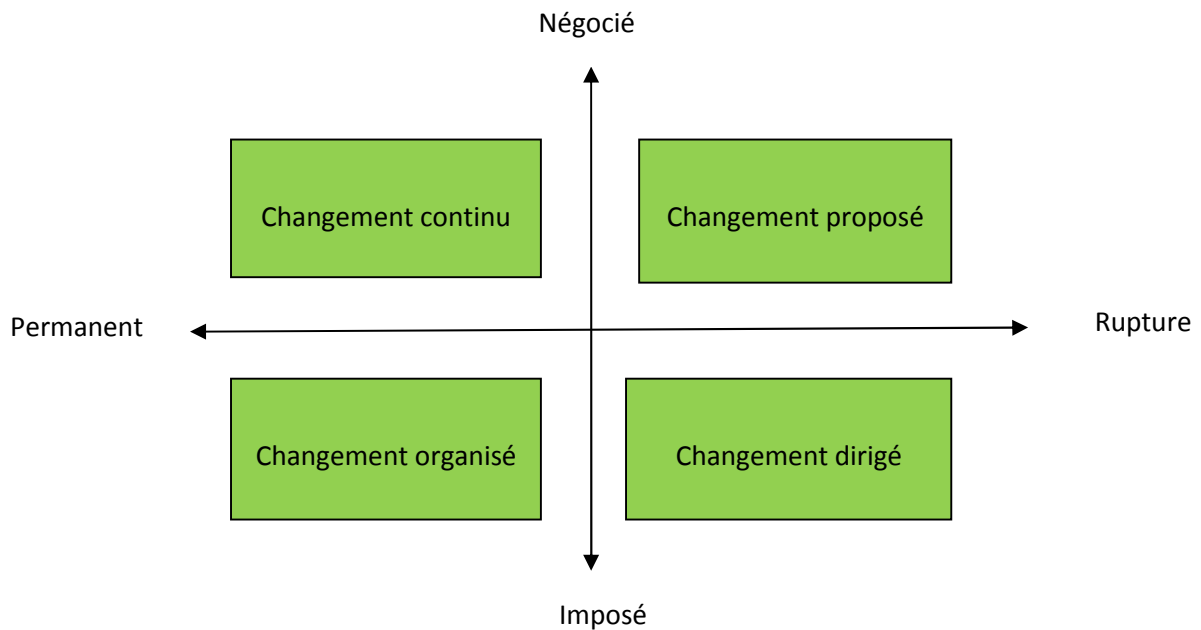 Négocié
Changement continu
Changement proposé
Permanent
Rupture
Changement organisé
Changement dirigé
Imposé